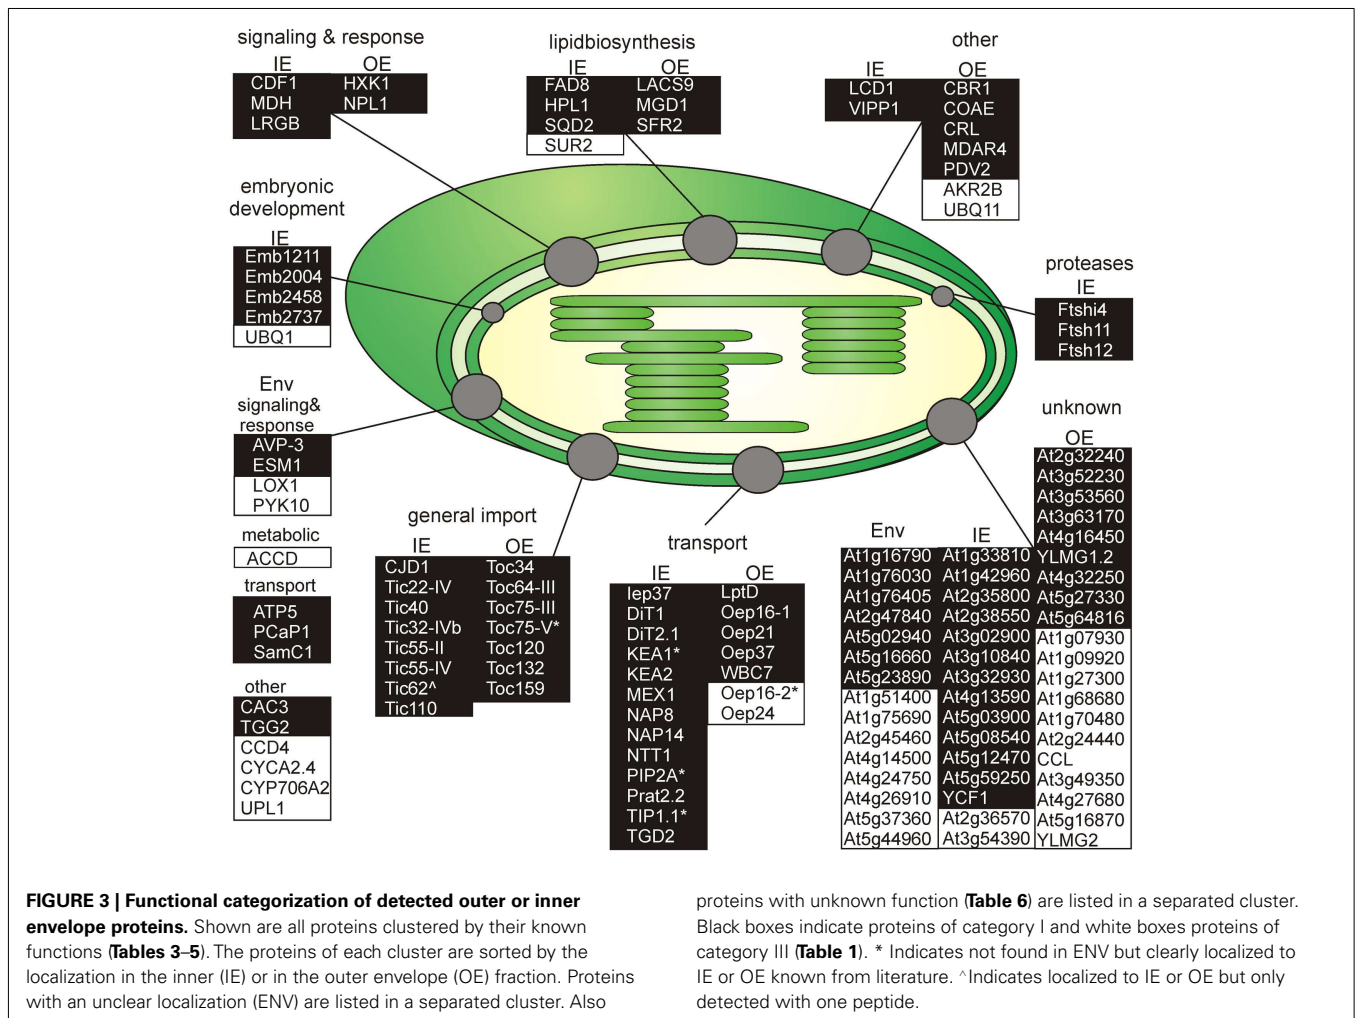 signaling & response
IE OE
CDF1 HXK1
MDH NPL1
LRGB
lipidbiosynthesis
IE OE
FAD8 LACS9
HPL1 MGD1
SQD2 SFR2
SUR2
other
IE OE
LCD1 CBR1
VIPP1 COAE
CRL
MDAR4
PDV2
AKR2B
UBQ11
embryonic
development
IE
Emb1211
Emb2004
Emb2458
Emb2737
UBQ1
proteases
IE
Ftshi4
Ftsh11
Ftsh12
Env
signaling&
response
AVP-3
ESM1
LOX1
PYK10
metabolic
ACCD
transport
ATP5
PCaP1
SamC1
other
CAC3
TGG2
CCD4
CYCA2.4
CYP706A2
UPL1
general import
IE OE
CJD1 Toc34
Tic22-IV Toc64-III
Tic40 Toc75-III
Tic32-IVb Toc75-V*
Tic55-II Toc120
Tic55-IV Toc132
Tic62^ Toc159
Tic110
transport
IE OE
Iep37 LptD
DiT1 Oep16-1
DiT2.1 Oep21
KEA1* Oep37
KEA2 WBC7
MEX1 Oep16-2*
NAP8 Oep24
NAP14
NTT1
PIP2A*
Prat2.2
TIP1.1*
TGD2
unknown
OE
At2g32240
At3g52230
At3g53560
At3g63170
At4g16450
YLMG1.2
At4g32250
At5g27330
At5g64816
At1g07930
At1g09920
At1g27300
At1g68680
At1g70480
At2g24440
CCL
At3g49350
At4g27680
At5g16870
YLMG2
Env IE
At1g16790 At1g33810
At1g76030 At1g42960
At1g76405 At2g35800
At2g47840 At2g38550
At5g02940 At3g02900
At5g16660 At3g10840
At5g23890 At3g32930
At1g51400 At4g13590
At1g75690 At5g03900
At2g45460 At5g08540
At4g14500 At5g12470
At4g24750 At5g59250
At4g26910 YCF1
At5g37360 At2g36570
At5g44960 At3g54390
FIGURE 3 | Functional categorization of detected outer or inner
envelope proteins. Shown are all proteins clustered by their known
functions (Tables 3–5). The proteins of each cluster are sorted by the
localization in the inner (IE) or in the outer envelope (OE) fraction. Proteins
with an unclear localization (ENV) are listed in a separated cluster. Also
proteins with unknown function (Table 6) are listed in a separated cluster.
Black boxes indicate proteins of category I and white boxes proteins of
category III (Table 1). * Indicates not found in ENV but clearly localized to
IE or OE known from literature. ^Indicates localized to IE or OE but only
detected with one peptide.